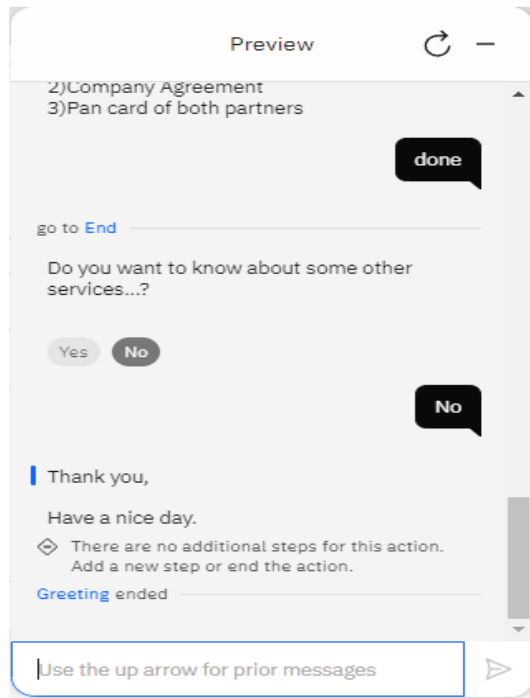 Preview
2)Company Agreement
3)Pan card of both partners
done
go to End
Do you want to know about some other
services...?
Yes No
No
Thank you,
Have a nice day.
There are no additional steps for this action.
Add a new step or end the action.
Greeting ended
Use the up arrow for prior messages